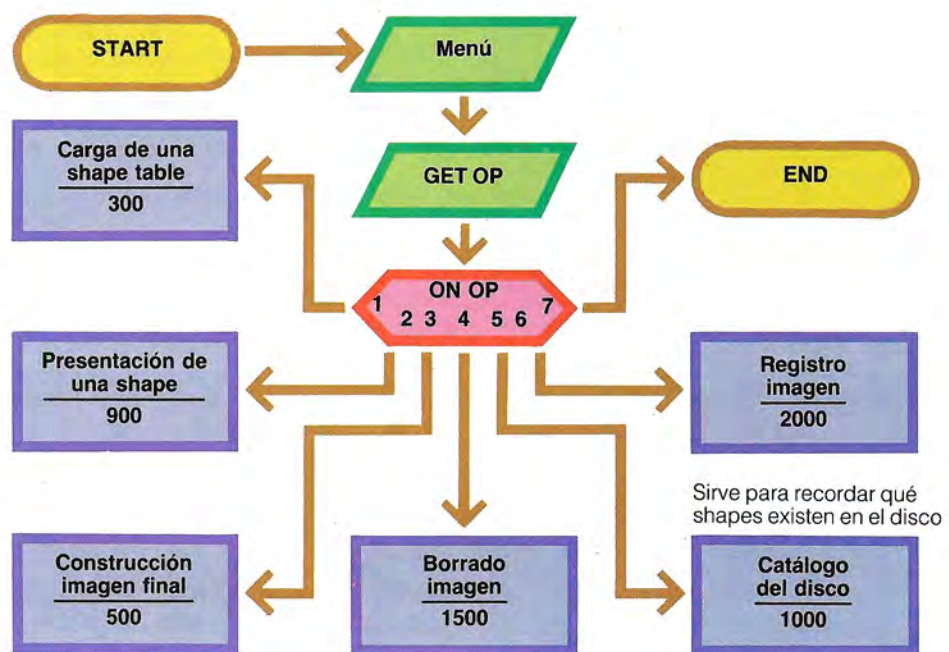 START
Menú
Carga de una
shape table
300
GET OP
END
ON OP
1 2 3 4 5 6 7
Presentación de
una shape
900
Registro
imagen
2000
Sirve para recordar qué
shapes existen en el disco
Construcción
imagen final
500
Borrado
imagen
1500
Catálogo
del disco
1000